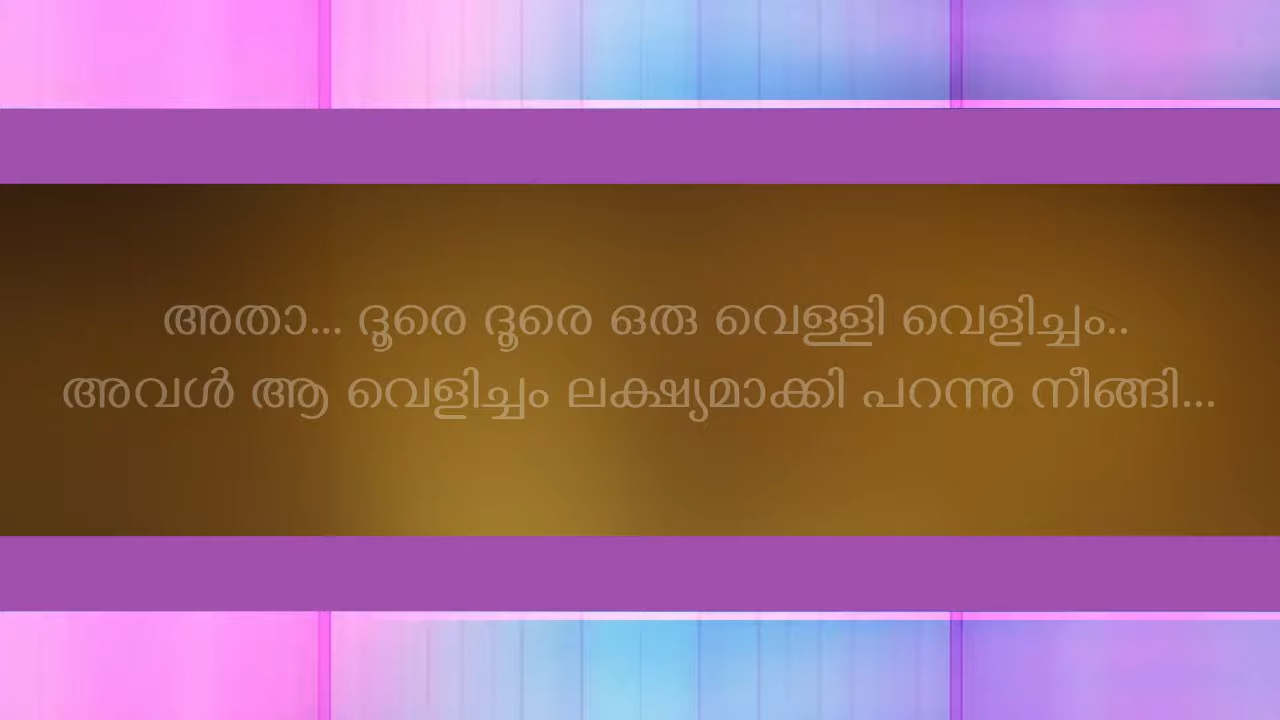 അതാ... ദൂരെ ദൂരെ ഒരു വെള്ളി വെളിച്ചം..
അവൾ ആ വെളിച്ചം ലക്ഷ്യമാക്കി പറന്നു നീങ്ങി...